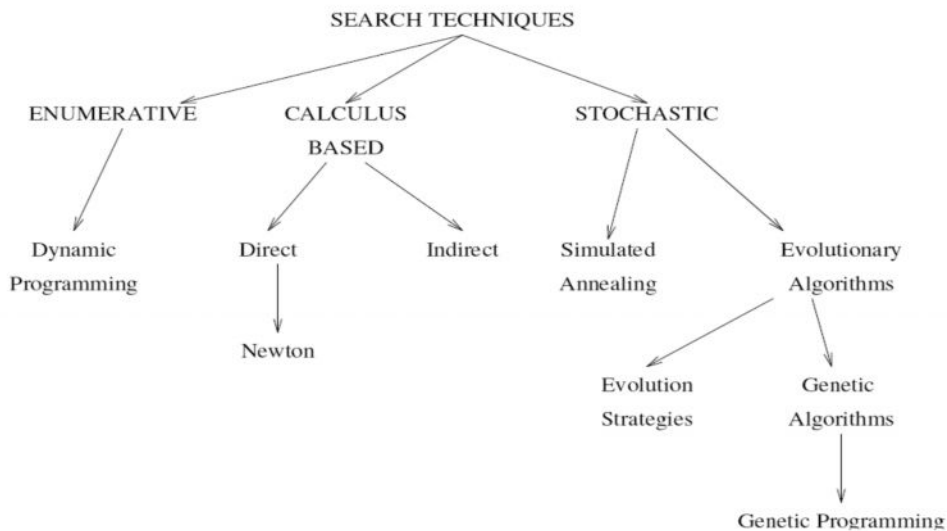 SEARCH TECHNIQUES
ENUMERATIVE
CALCULUS
BASED
STOCHASTIC
Dynamic
Programming
Direct
Indirect
Simulated
Annealing
Evolutionary
Algorithms
Newton
Evolution
Strategies
Genetic
Algorithms
Genetic Programming